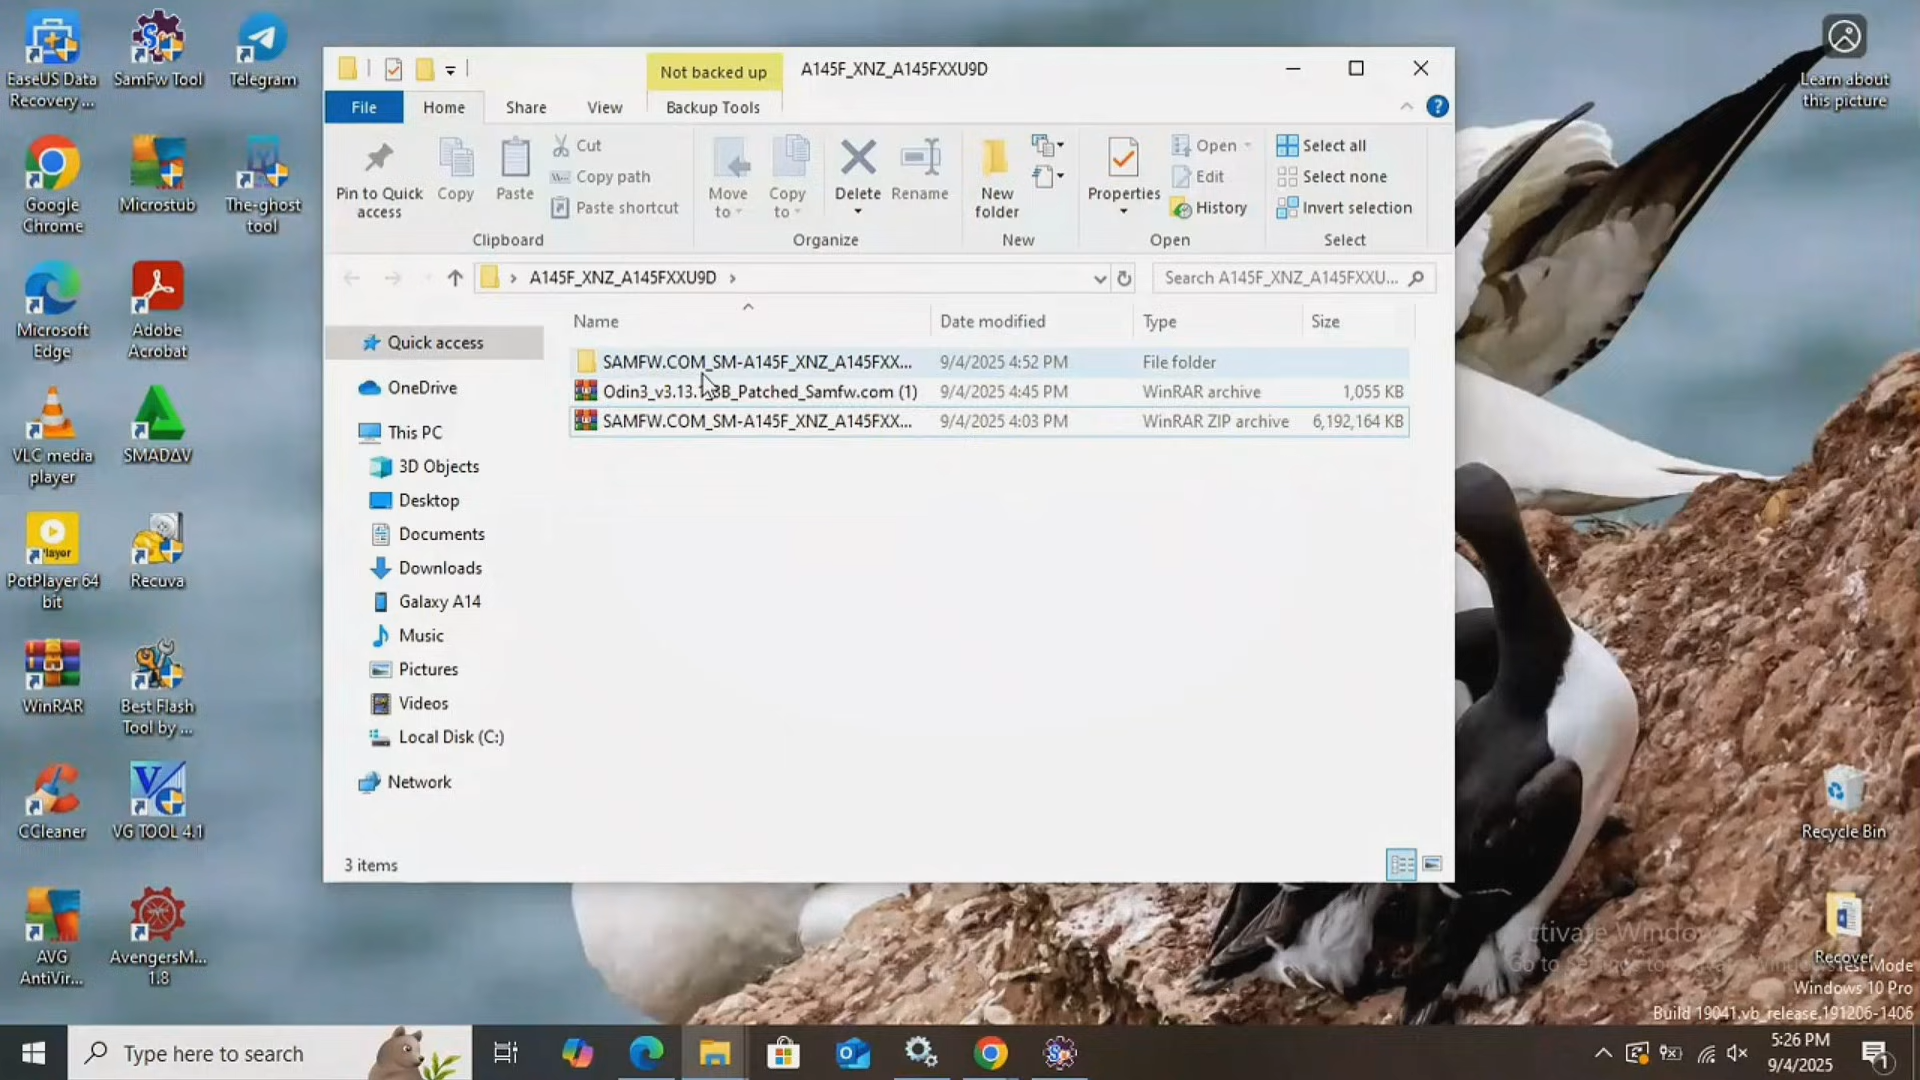 EaseUS Data
Recovery ...
SamFw Tool
Telegram
Google
Chrome
Microstub
The-ghost
tool
Microsoft
Edge
Adobe
Acrobat
VLC media
player
SMADAV
PotPlayer 64
bit
Recuva
WinRAR
Best Flash
Tool by ...
CCleaner
VG TOOL 4.1
AVG
AntiVir...
AvengersM...
1.8
Not backed up
A145F_XNZ_A145FXXU9D
File
Home
Share
View
Backup Tools
Pin to Quick
access
Copy
Paste
Cut
Copy path
Paste shortcut
Move
to
Copy
to
Delete
Rename
New
folder
Properties
Open
Edit
History
Select all
Select none
Invert selection
Clipboard
Organize
New
Open
Select
A145F_XNZ_A145FXXU9D
Search A145F_XNZ_A145FXXU...
Name
Date modified
Type
Size
SAMFW.COM_SM-A145F_XNZ_A145FXX... 9/4/2025 4:52 PM File folder
9/4/2025 4:45 PM WinRAR archive 1,055 KB
SAMFW.COM_SM-A145F_XNZ_A145FXX... 9/4/2025 4:03 PM WinRAR ZIP archive 6,192,164 KB
Quick access
OneDrive
This PC
3D Objects
Desktop
Documents
Downloads
Galaxy A14
Music
Pictures
Videos
Local Disk (C:)
Network
3 items
Learn about
this picture
Recycle Bin
Recover
Test Mode
Windows 10 Pro
Build 19041.vb_release.191206-1406
Type here to search
5:26 PM
9/4/2025
1